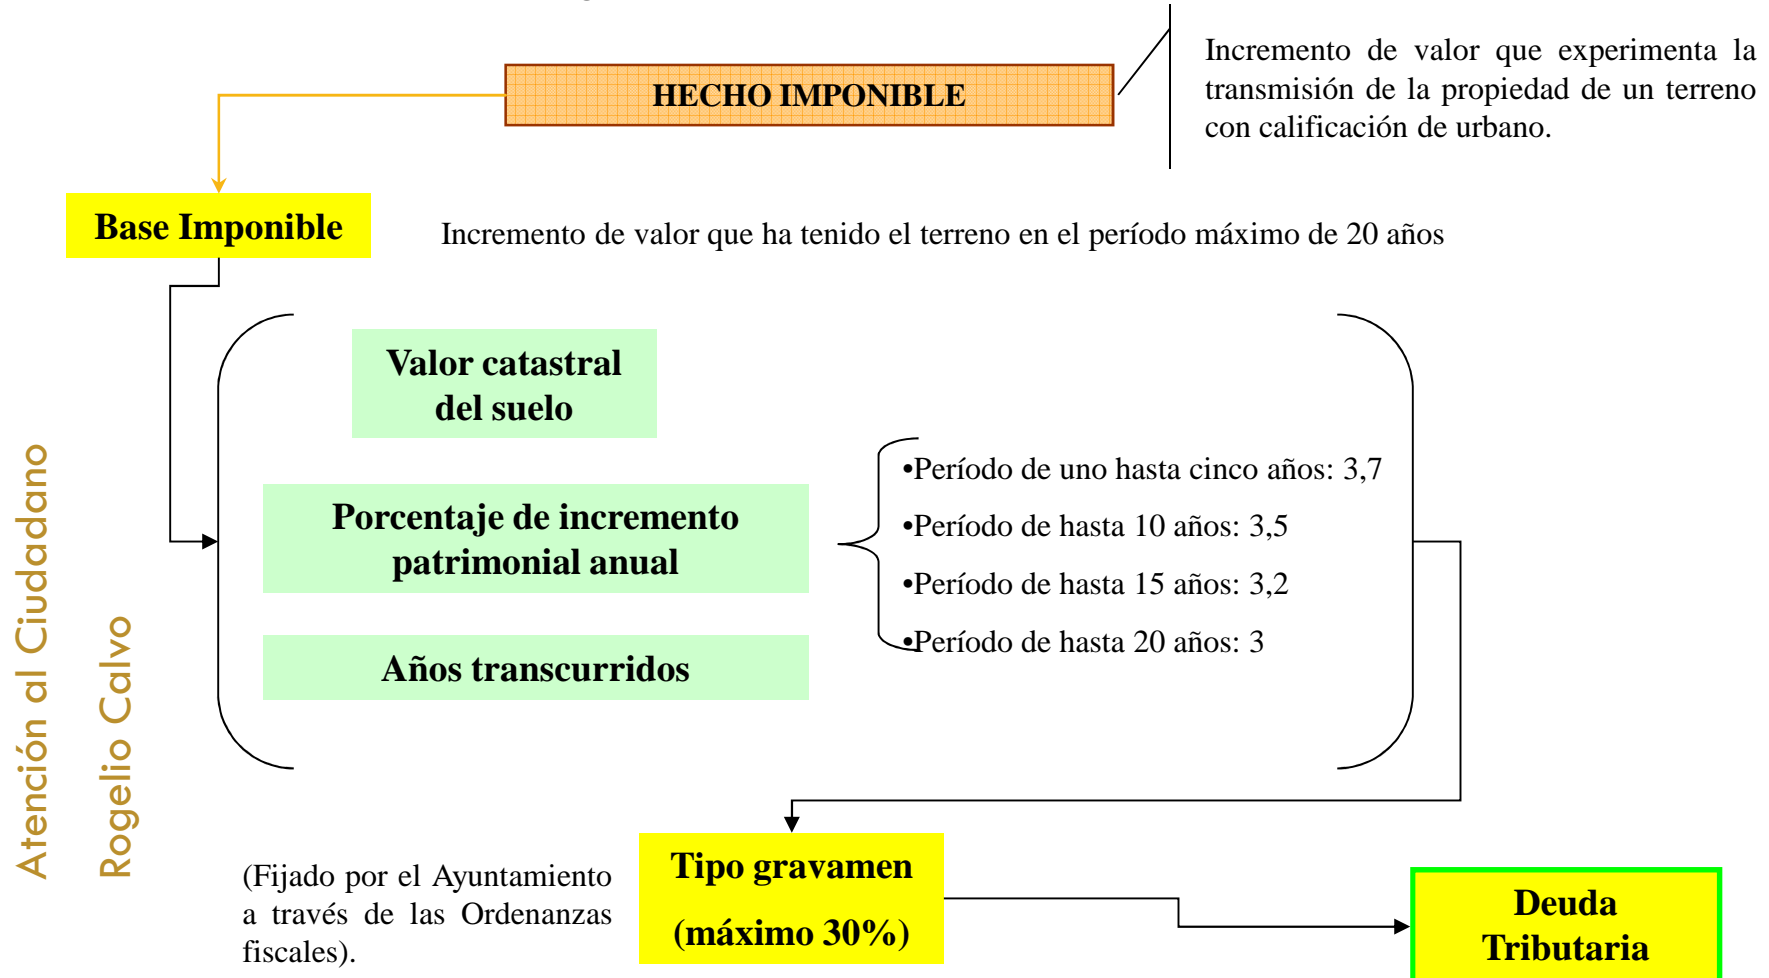 HECHO IMPONIBLE
Incremento de valor que experimenta la
transmisión de la propiedad de un terreno
con calificación de urbano.
Base Imponible
Incremento de valor que ha tenido el terreno en el período máximo de 20 años
Valor catastral
del suelo
Porcentaje de incremento
patrimonial anual
•Período de uno hasta cinco años: 3,7
•Período de hasta 10 años: 3,5
•Período de hasta 15 años: 3,2
•Período de hasta 20 años: 3
Años transcurridos
Atención al Ciudadano
Rogelio Calvo
(Fijado por el Ayuntamiento
a través de las Ordenanzas
fiscales).
Tipo gravamen
(máximo 30%)
Deuda
Tributaria